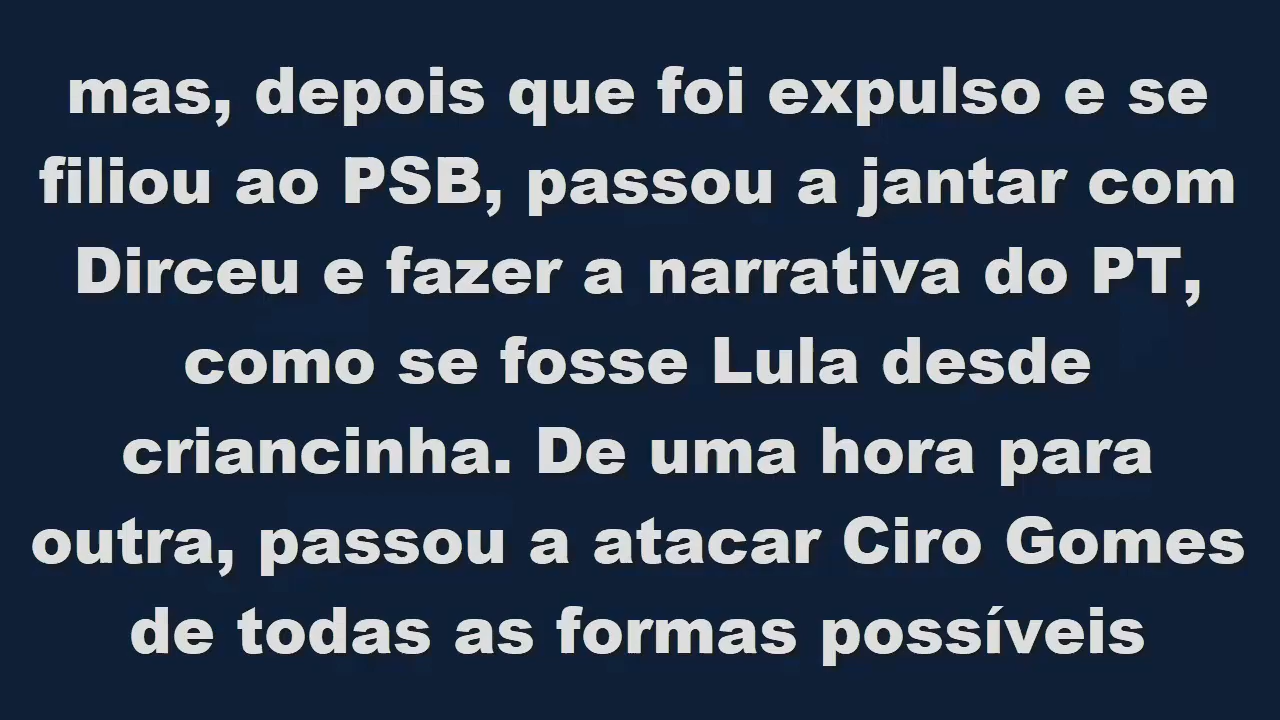 mas, depois que foi expulso e se
filiou ao PSB, passou a jantar com
Dirceu e fazer a narrativa do PT,
como se fosse Lula desde
criancinha. De uma hora para
outra, passou a atacar Ciro Gomes
de todas as formas possíveis